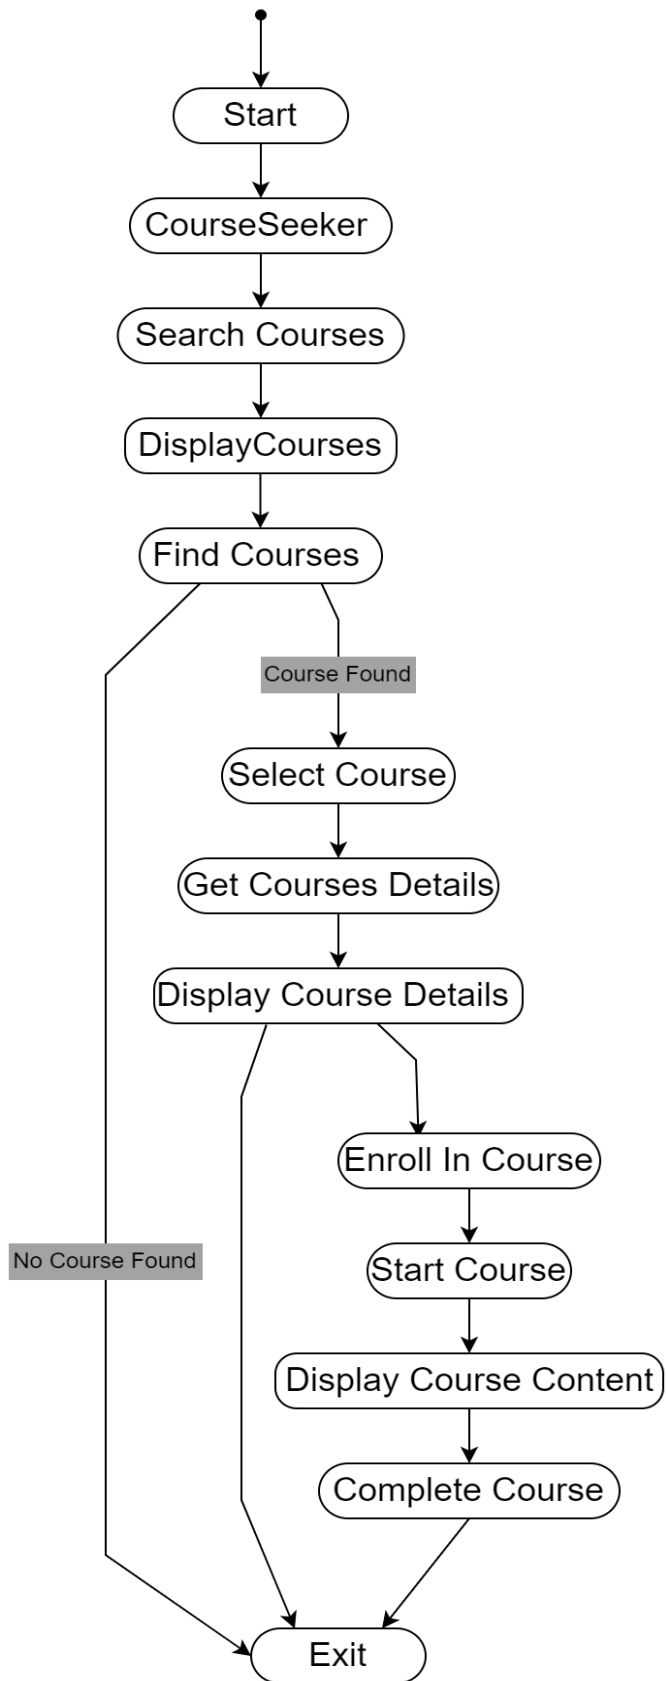 Start
CourseSeeker
Search Courses
DisplayCourses
Find Courses
Course Found
Select Course
Get Courses Details
Display Course Details
Enroll In Course
No Course Found
Start Course
Display Course Content
Complete Course
Exit